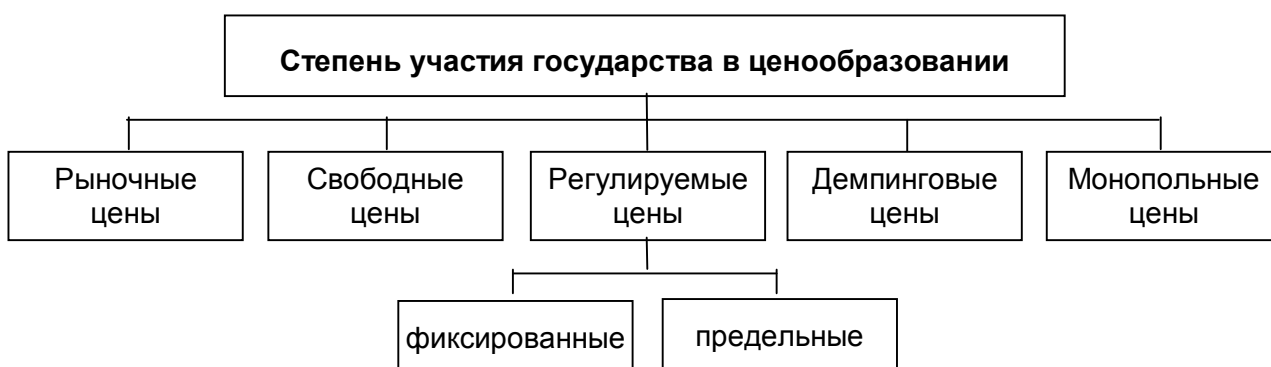 Степень участия государства в ценообразовании
Рыночные
цены
Свободные
цены
Регулируемые
цены
Демпинговые
цены
Монопольные
цены
фиксированные
предельные